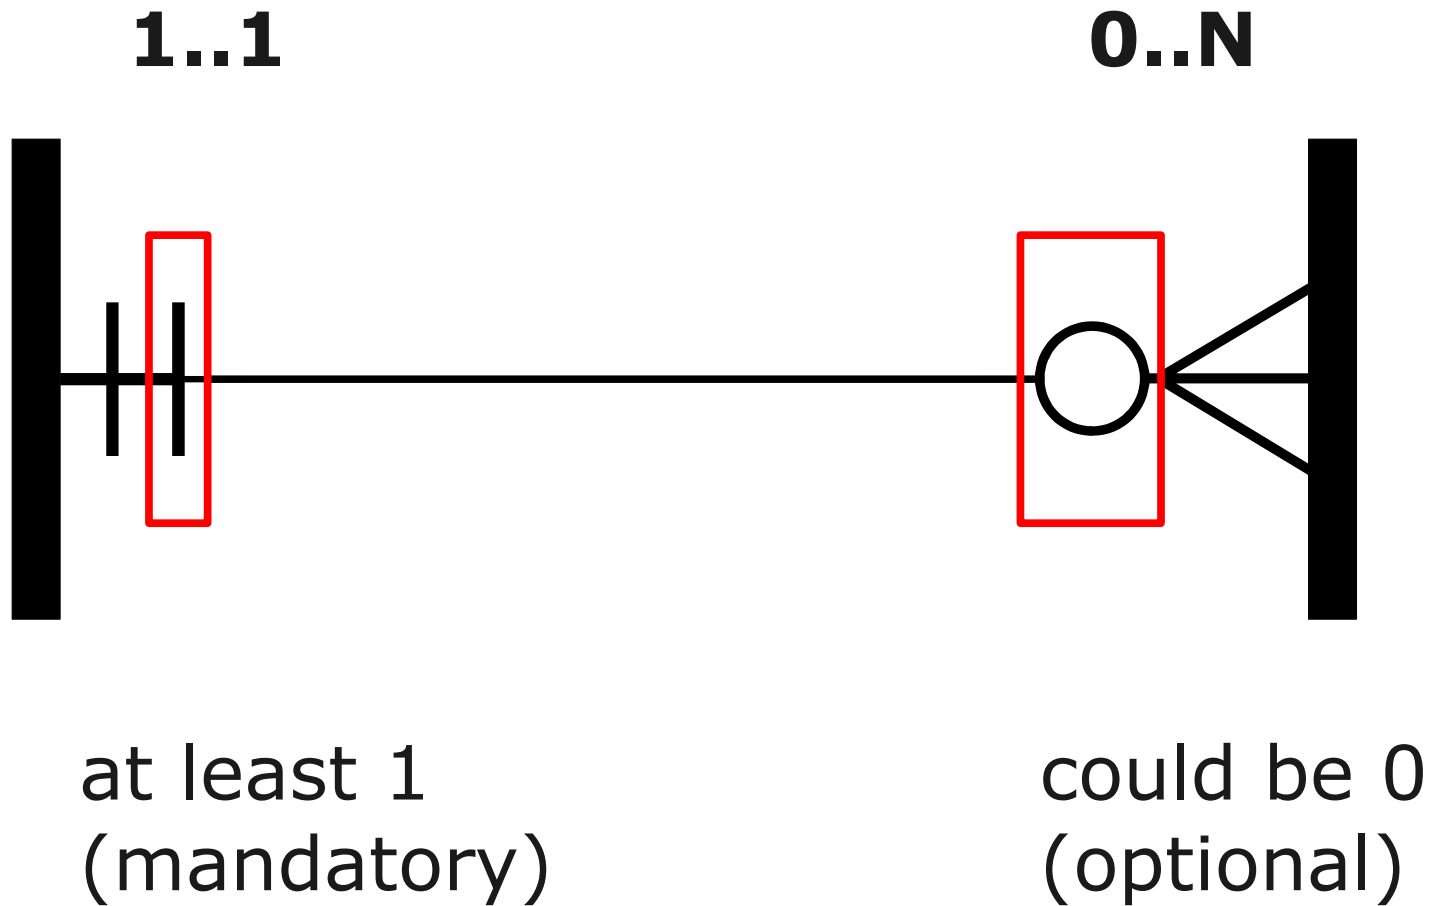 1..1
0..N
at least 1
(mandatory)
could be 0
(optional)